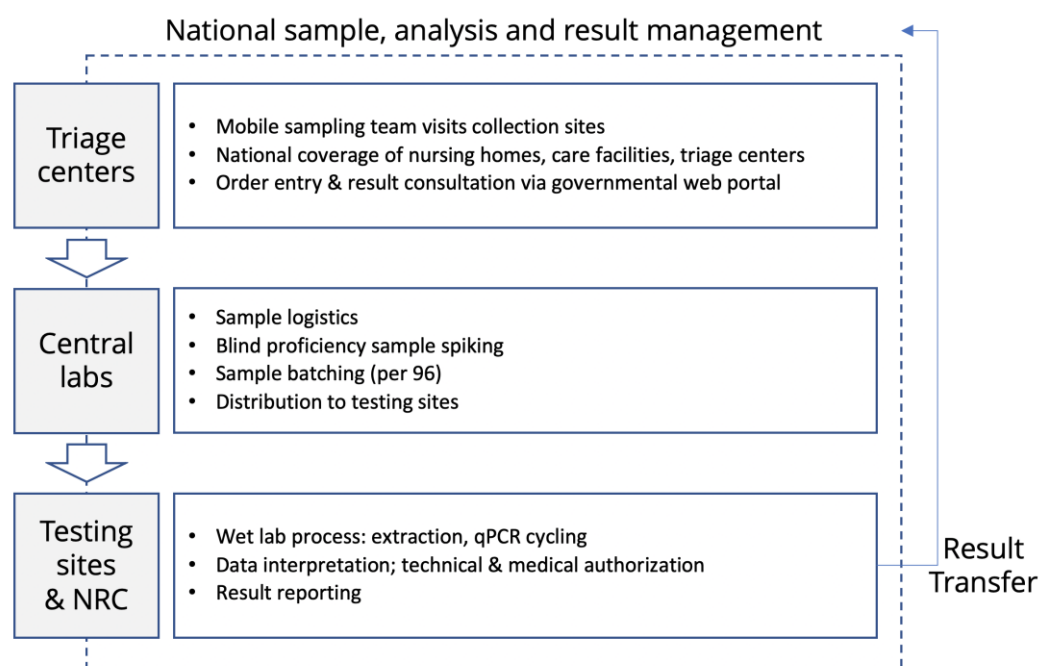 National sample, analysis and result management
Triage
centers
• Mobile sampling team visits collection sites
• National coverage of nursing homes, care facilities, triage centers
• Order entry & result consultation via governmental web portal
Central
labs
• Sample logistics
• Blind proficiency sample spiking
• Sample batching (per 96)
• Distribution to testing sites
Testing
sites
& NRC
• Wet lab process: extraction, qPCR cycling
• Data interpretation; technical & medical authorization
• Result reporting
Result
Transfer